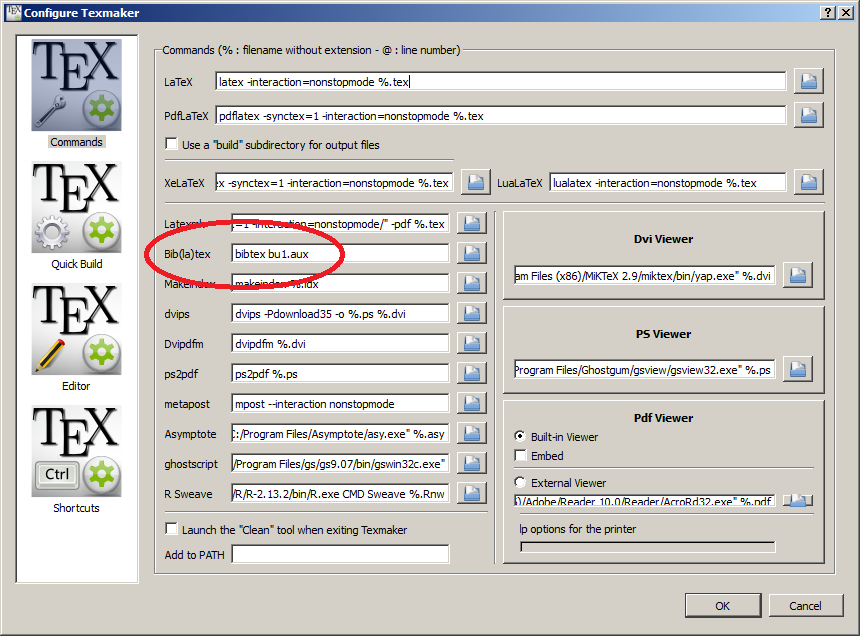 Configure Texmaker
TEX
Commands
TEX
Quick Build
TEX
Editor
TEX
Ctrl
Shortcuts
Commands (% : filename without extension - @ : line number)
LaTeX latex -interaction=nonstopmode %.tex
PdfLaTeX pdflatex -synctex=1 -interaction=nonstopmode %.tex
Use a "build" subdirectory for output files
XeLaTeX ex -synctex=1 -interaction=nonstopmode %.tex LuaLaTeX lualatex -interaction=nonstopmode %.tex
=1 -interaction=nonstopmode/" -pdf %.tex
Bib(la)tex bibtex bu1.aux
Makeindex makeindex %.idx
dvips dvips -Pdownload35 -o %.ps %.dvi
Dvipdfm dvipdfm %.dvi
ps2pdf ps2pdf %.ps
metapost mpost --interaction nonstopmode
Asymptote C:/Program Files/Asymptote/asy.exe" %.asy
ghostscript /Program Files/gs/gs9.07/bin/gswin32c.exe"
R Sweave /R/R-2.13.2/bin/R.exe CMD Sweave %.Rnw
Launch the "Clean" tool when exiting Texmaker
Add to PATH
Dvi Viewer
am Files (x86)/MiKTeX 2.9/miktex/bin/yap.exe" %.dvi
PS Viewer
Program Files/Ghostgum/gsview/gsview32.exe" %.ps
Pdf Viewer
Built-in Viewer
Embed
External Viewer
)/Adobe/Reader 10.0/Reader/AcroRd32.exe" %.pdf
lp options for the printer
OK Cancel